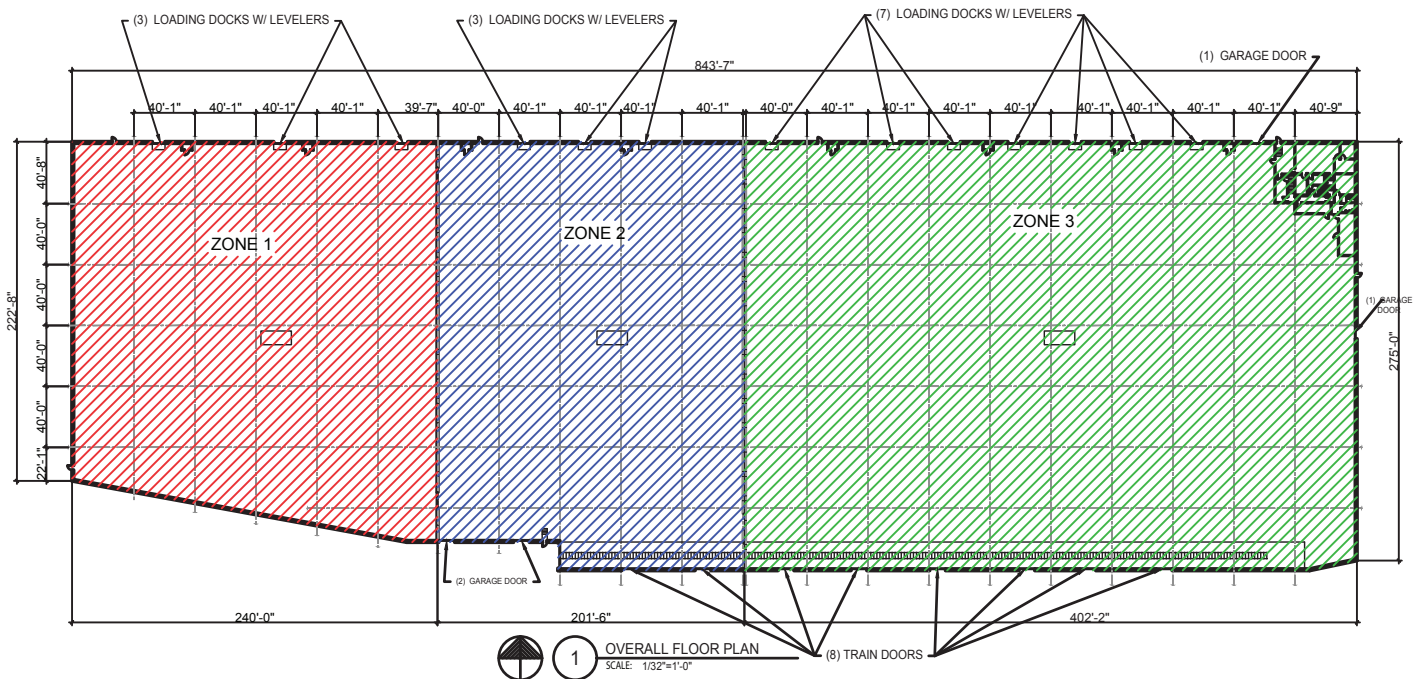 (3) LOADING DOCKS W/ LEVELERS
(3) LOADING DOCKS W/ LEVELERS
(7) LOADING DOCKS W/ LEVELERS
(1) GARAGE DOOR
843'-7"
40'-1" 40'-1" 40'-1" 40'-1" 39'-7" 40'-0" 40'-1" 40'-1" 40'-1" 40'-1" 40'-0" 40'-1" 40'-1" 40'-1" 40'-1" 40'-1" 40'-1" 40'-1" 40'-1" 40'-9"
40'-8"
40'-0"
40'-0"
40'-0"
40'-0"
22'-1"
222'-8"
ZONE 1
ZONE 2
ZONE 3
(1) GARAGE
DOOR
275'-0"
(2) GARAGE DOOR
240'-0"
201'-6"
402'-2"
1
OVERALL FLOOR PLAN
SCALE: 1/32"=1'-0"
(8) TRAIN DOORS